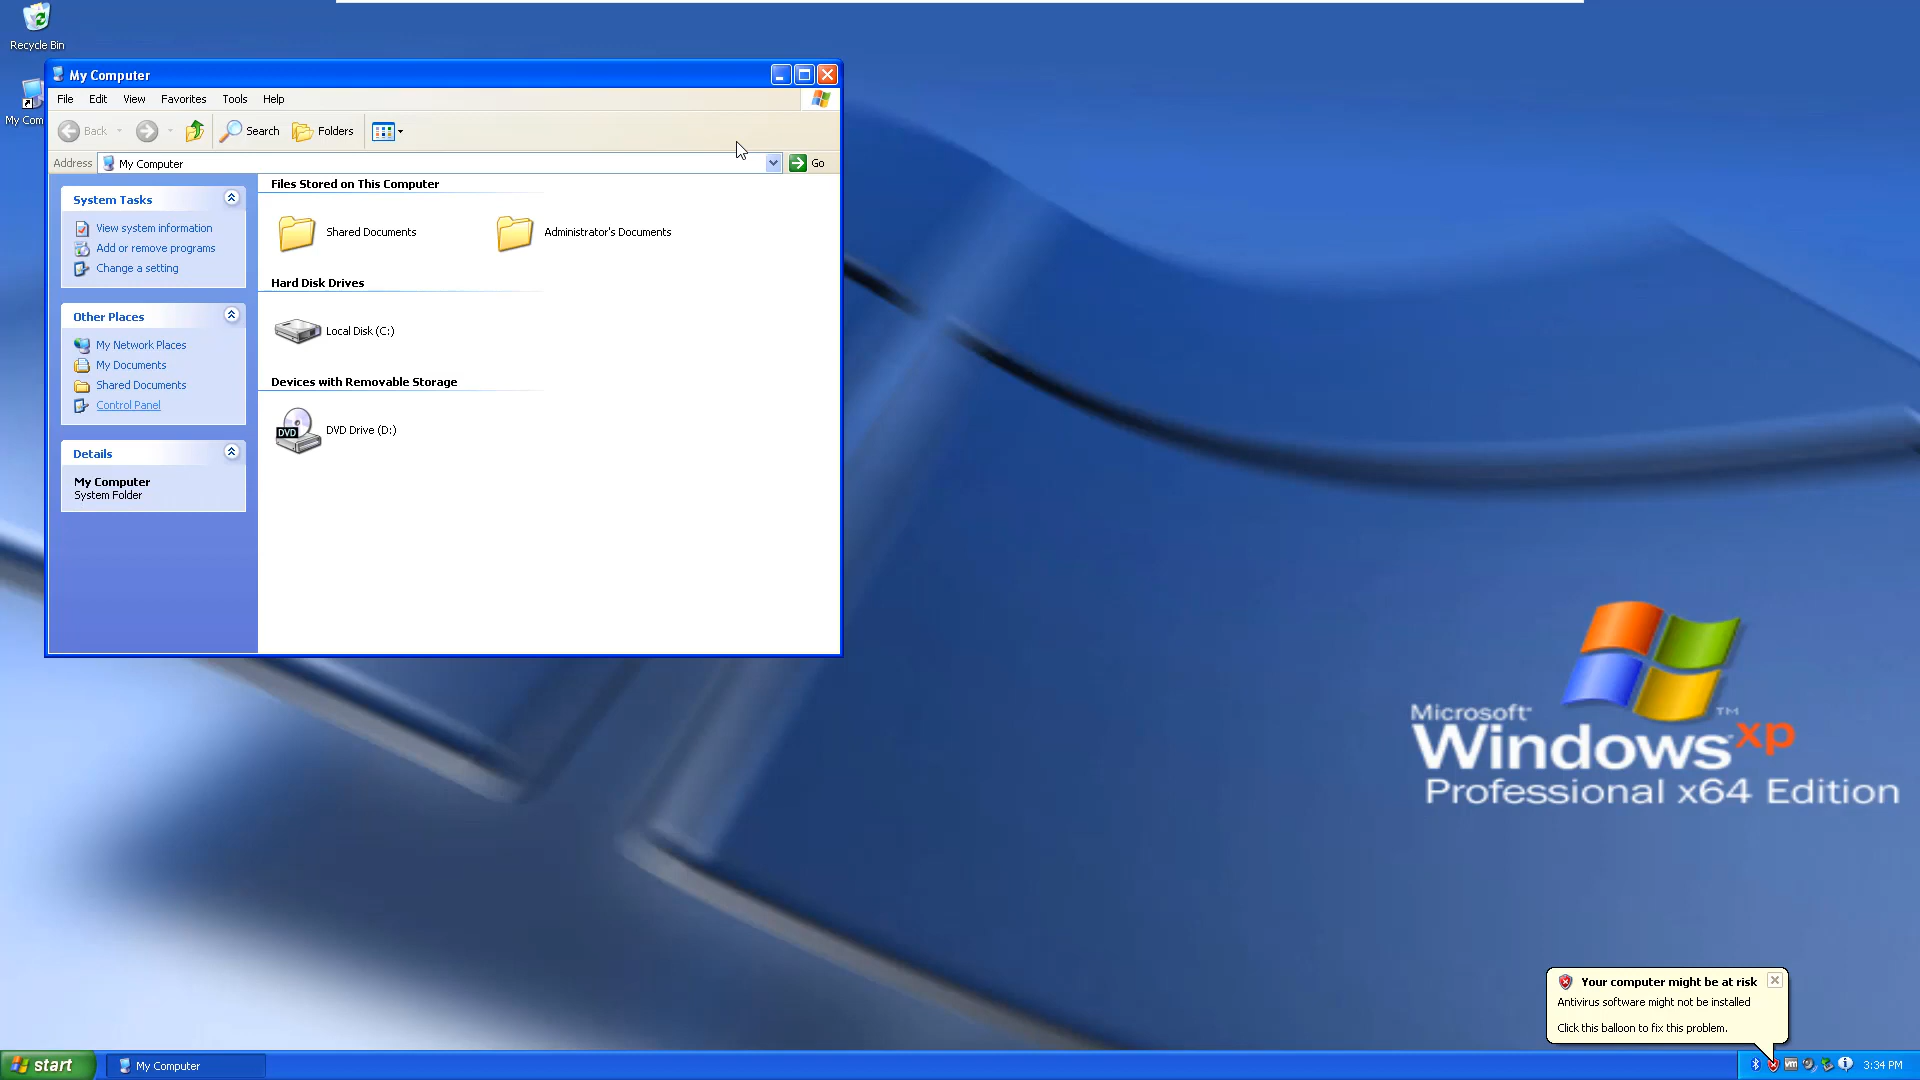 Recycle Bin
My Com
My Computer
File Edit View Favorites Tools Help
Back Search Folders
Address My Computer Go
System Tasks
View system information
Add or remove programs
Change a setting
Other Places
My Network Places
My Documents
Shared Documents
Control Panel
Details
My Computer
System Folder
Files Stored on This Computer
Shared Documents Administrator's Documents
Hard Disk Drives
Local Disk (C:)
Devices with Removable Storage
DVD
DVD Drive (D:)
Microsoft®
Windows xp ™
Professional x64 Edition
Your computer might be at risk
Antivirus software might not be installed
Click this balloon to fix this problem.
start My Computer vm 3:34 PM